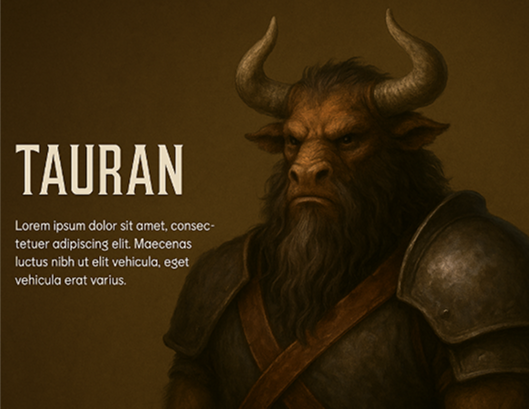 TAURAN
Lorem ipsum dolor sit amet, consec-
tetuer adipiscing elit. Maecenas
luctus nibh ut elit vehicula, eget
vehicula erat varius.